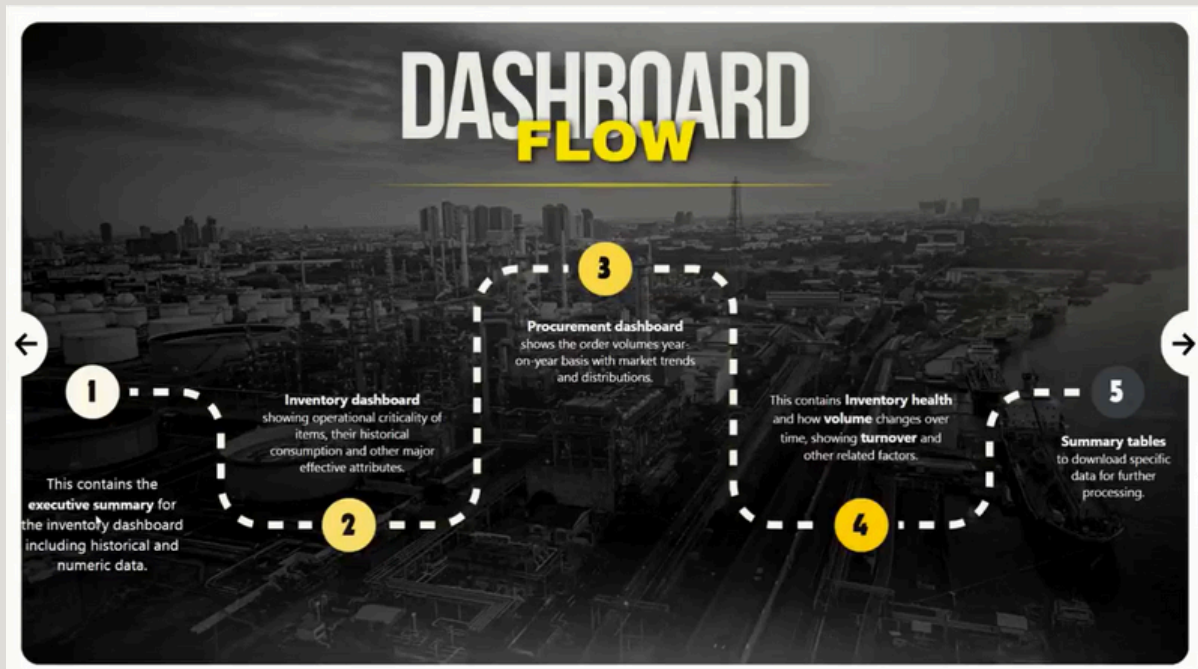 DASHBOARD
FLOW
1
This contains the
executive summary for
the inventory dashboard
including historical and
numeric data.
Inventory dashboard
showing operational criticality of
items, their historical
consumption and other major
effective attributes.
2
3
Procurement dashboard
shows the order volumes year-
on-year basis with market trends
and distributions.
This contains Inventory health
and how volume changes over
time, showing turnover and
other related factors.
4
5
Summary tables
to download specific
data for further
processing.